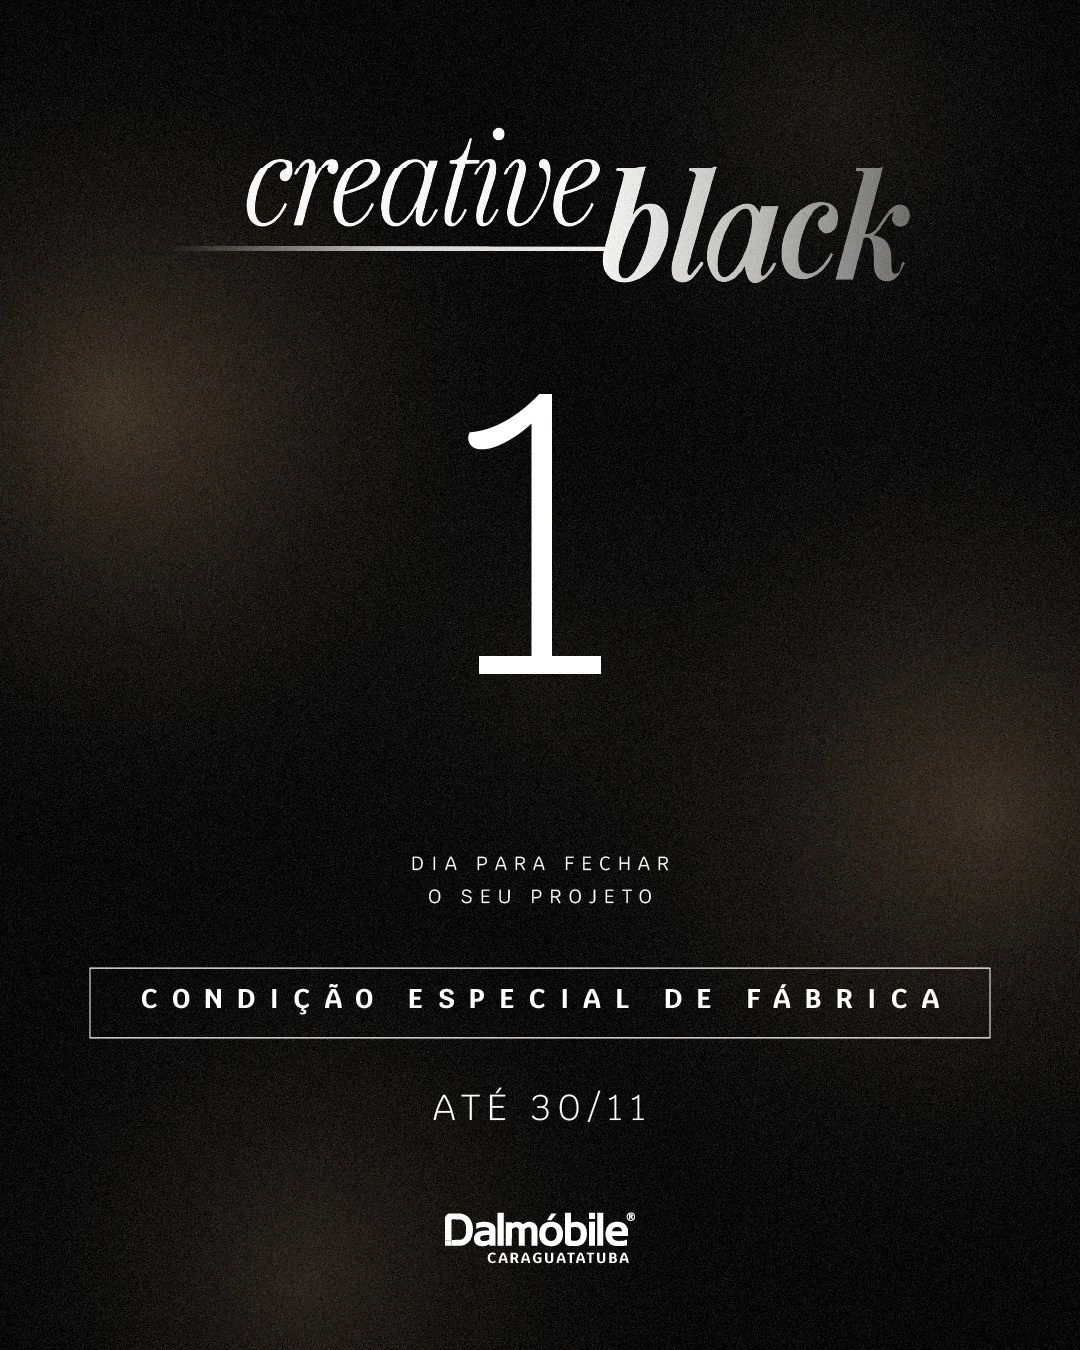 creative black
1
DIA PARA FECHAR
O SEU PROJETO
CONDIÇÃO ESPECIAL DE FÁBRICA
ATÉ 30/11
Dalmóbile®
CARAGUATATUBA